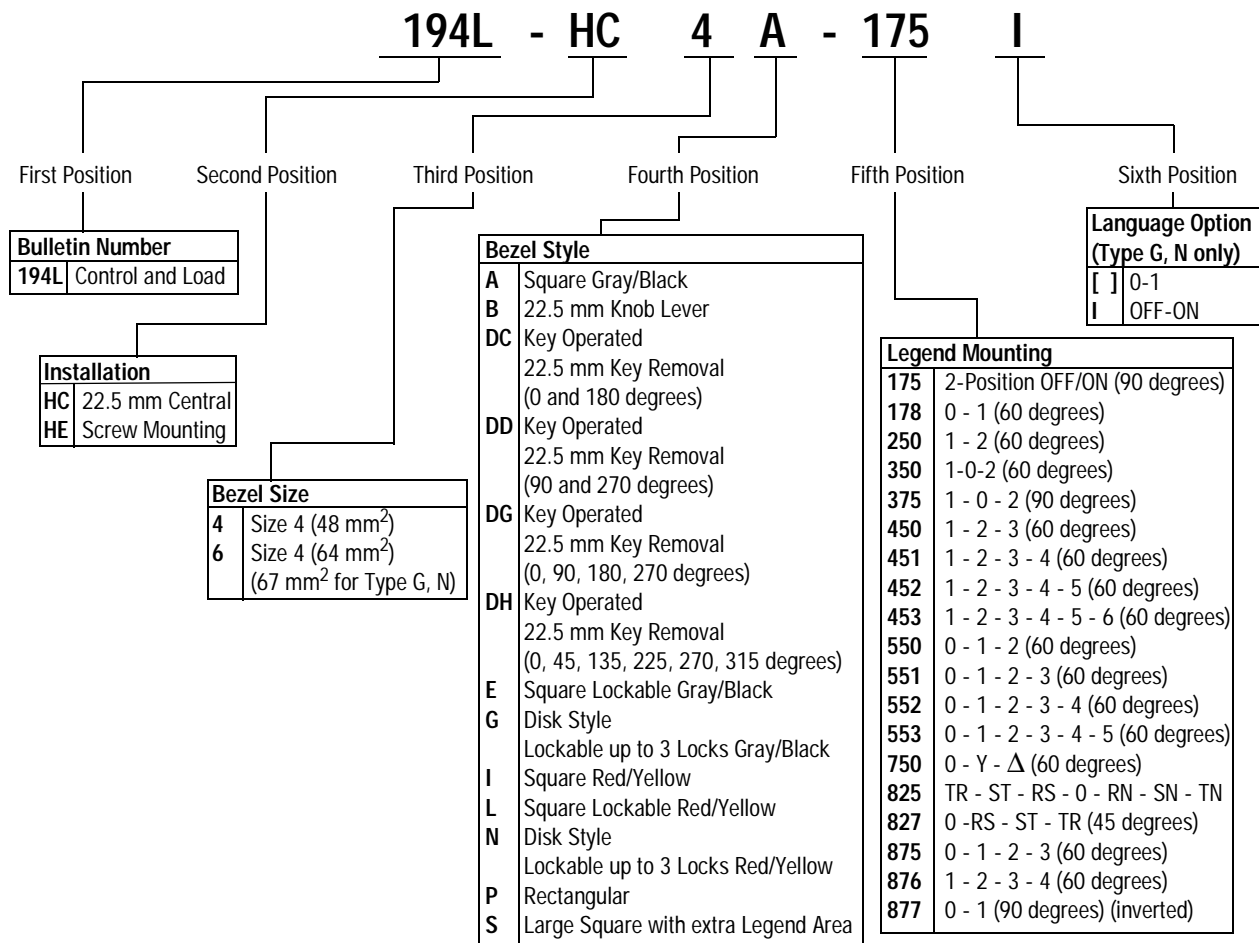 194L - HC 4 A - 175 I
First Position
Second Position
Third Position
Fourth Position
Fifth Position
Sixth Position
Bulletin Number
194L Control and Load
Installation
HC 22.5 mm Central
HE Screw Mounting
Bezel Size
4 Size 4 (48 mm²)
6 Size 4 (64 mm²)
(67 mm² for Type G, N)
Bezel Style
A Square Gray/Black
B 22.5 mm Knob Lever
DC Key Operated
22.5 mm Key Removal
(0 and 180 degrees)
DD Key Operated
22.5 mm Key Removal
(90 and 270 degrees)
DG Key Operated
22.5 mm Key Removal
(0, 90, 180, 270 degrees)
DH Key Operated
22.5 mm Key Removal
(0, 45, 135, 225, 270, 315 degrees)
E Square Lockable Gray/Black
G Disk Style
Lockable up to 3 Locks Gray/Black
I Square Red/Yellow
L Square Lockable Red/Yellow
N Disk Style
Lockable up to 3 Locks Red/Yellow
P Rectangular
S Large Square with extra Legend Area
Legend Mounting
175 2-Position OFF/ON (90 degrees)
178 0 - 1 (60 degrees)
250 1 - 2 (60 degrees)
350 1-0-2 (60 degrees)
375 1 - 0 - 2 (90 degrees)
450 1 - 2 - 3 (60 degrees)
451 1 - 2 - 3 - 4 (60 degrees)
452 1 - 2 - 3 - 4 - 5 (60 degrees)
453 1 - 2 - 3 - 4 - 5 - 6 (60 degrees)
550 0 - 1 - 2 (60 degrees)
551 0 - 1 - 2 - 3 (60 degrees)
552 0 - 1 - 2 - 3 - 4 (60 degrees)
553 0 - 1 - 2 - 3 - 4 - 5 (60 degrees)
750 0 - Y - Δ (60 degrees)
825 TR - ST - RS - 0 - RN - SN - TN
827 0 -RS - ST - TR (45 degrees)
875 0 - 1 - 2 - 3 (60 degrees)
876 1 - 2 - 3 - 4 (60 degrees)
877 0 - 1 (90 degrees) (inverted)
Language Option
(Type G, N only)
[ ] 0-1
I OFF-ON